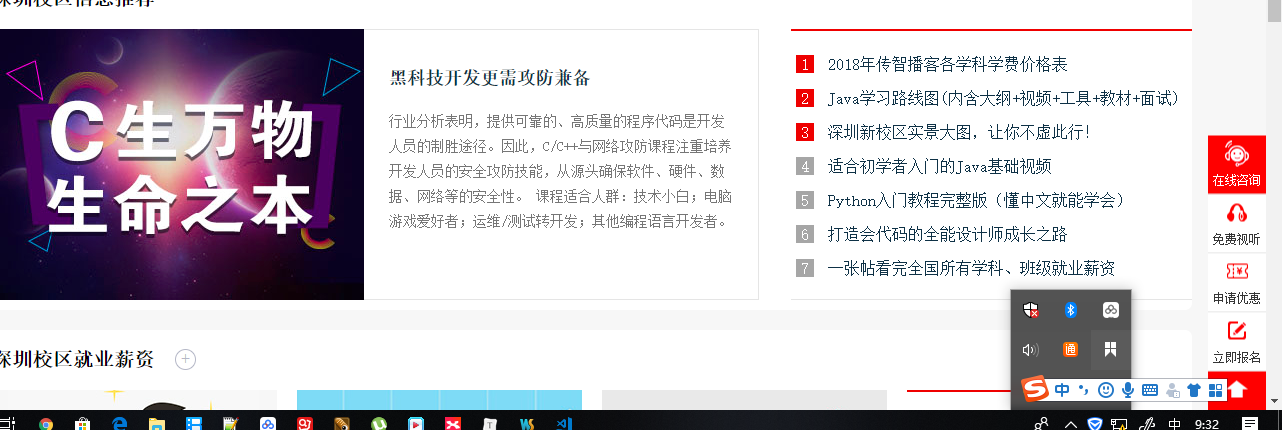 深圳校区信息推荐
C生万物
生命之本
黑科技开发更需攻防兼备
行业分析表明，提供可靠的、高质量的程序代码是开发
人员的制胜途径。因此，C/C++与网络攻防课程注重培养
开发人员的安全攻防技能，从源头确保软件、硬件、数
据、网络等的安全性。 课程适合人群：技术小白；电脑
游戏爱好者；运维/测试转开发；其他编程语言开发者。
1 2018年传智播客各学科学费价格表
2 Java学习路线图(内含大纲+视频+工具+教材+面试)
3 深圳新校区实景大图，让你不虚此行！
4 适合初学者入门的Java基础视频
5 Python入门教程完整版（懂中文就能学会）
6 打造会代码的全能设计师成长之路
7 一张帖看完全国所有学科、班级就业薪资
在线咨询
免费视听
申请优惠
立即报名
深圳校区就业薪资
通
中
中 9:32